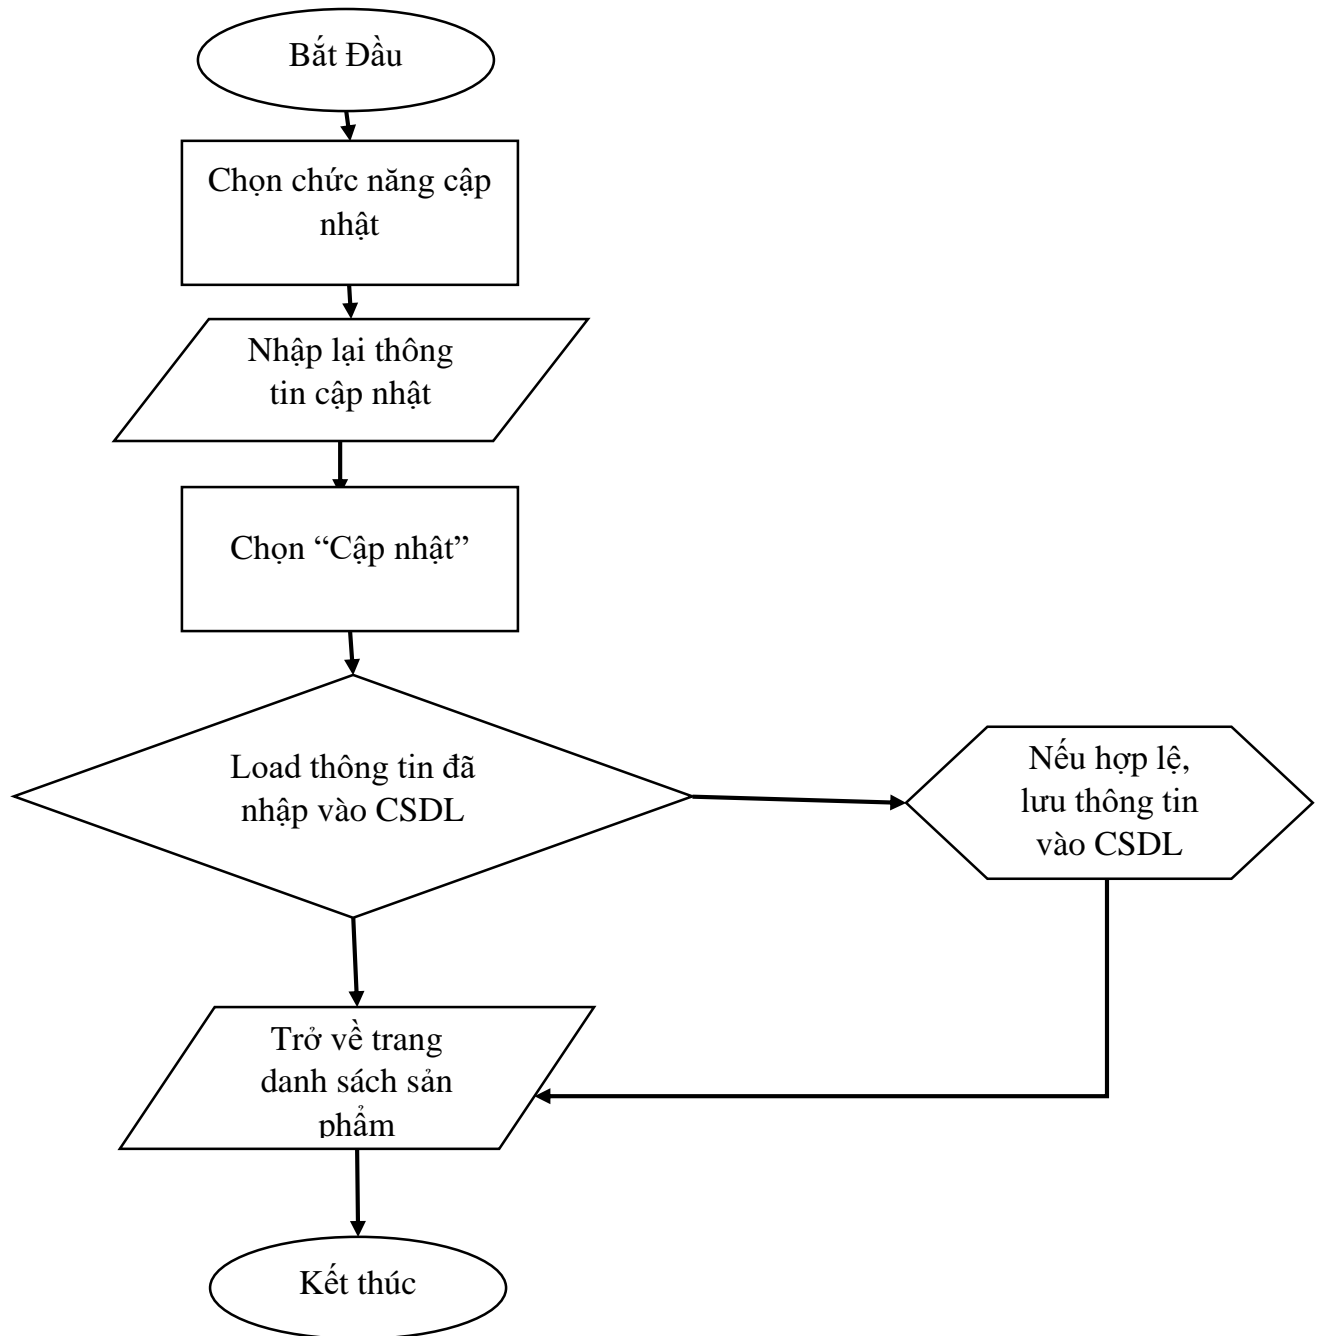 Bắt Đầu
Chọn chức năng cập
nhật
Nhập lại thông
tin cập nhật
Chọn “Cập nhật”
Load thông tin đã
nhập vào CSDL
Nếu hợp lệ,
lưu thông tin
vào CSDL
Trở về trang
danh sách sản
phẩm
Kết thúc